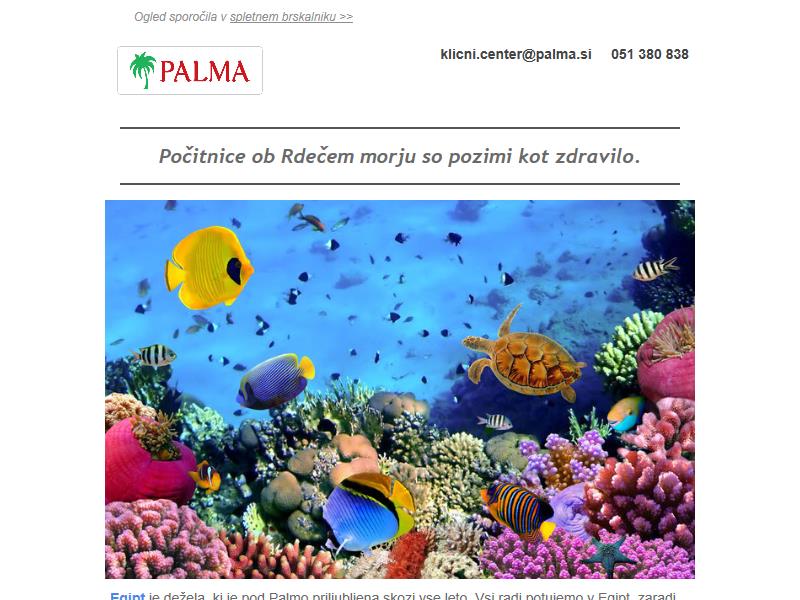 Ogled sporočila v spletnem brskalniku >>
PALMA
klicni.center@palma.si 051 380 838
Počitnice ob Rdečem morju so pozimi kot zdravilo.
Egipt je dežela, ki je pod Palmo priljubljena skozi vse leto. Vsi radi potujemo v Egipt, zaradi